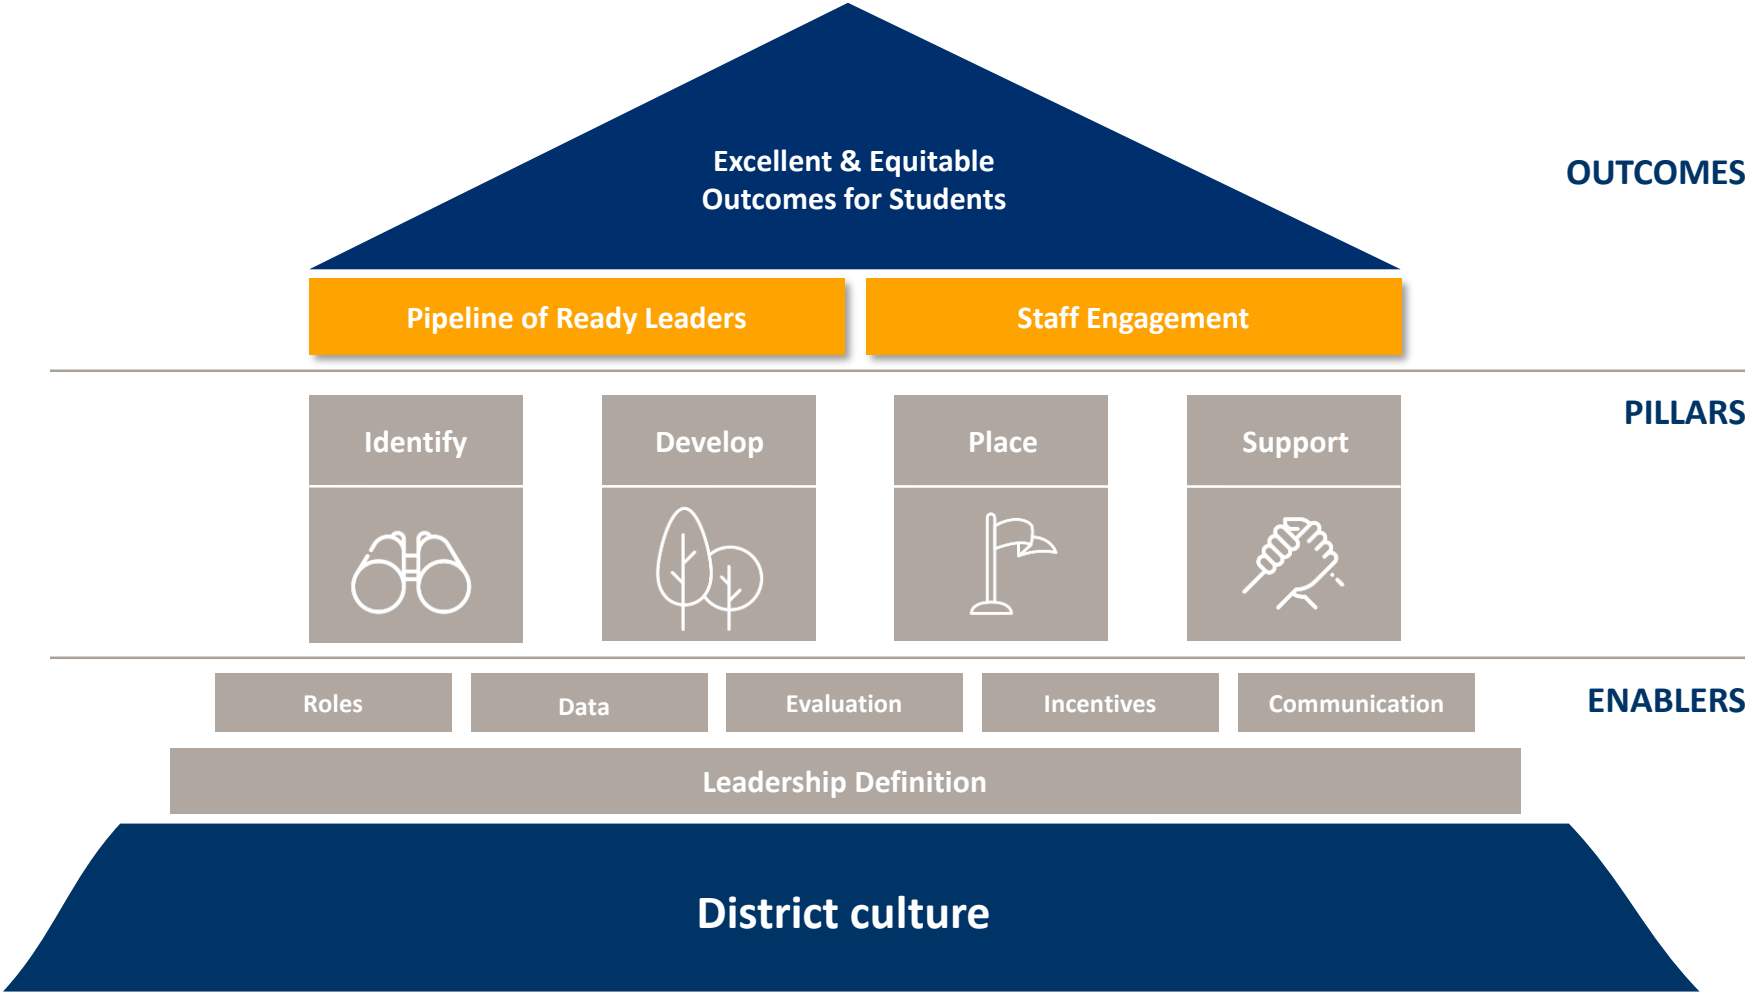 Excellent & Equitable
Outcomes for Students
OUTCOMES
Pipeline of Ready Leaders
Staff Engagement
PILLARS
Identify
Develop
Place
Support
Roles
Data
Evaluation
Incentives
Communication
ENABLERS
Leadership Definition
District culture